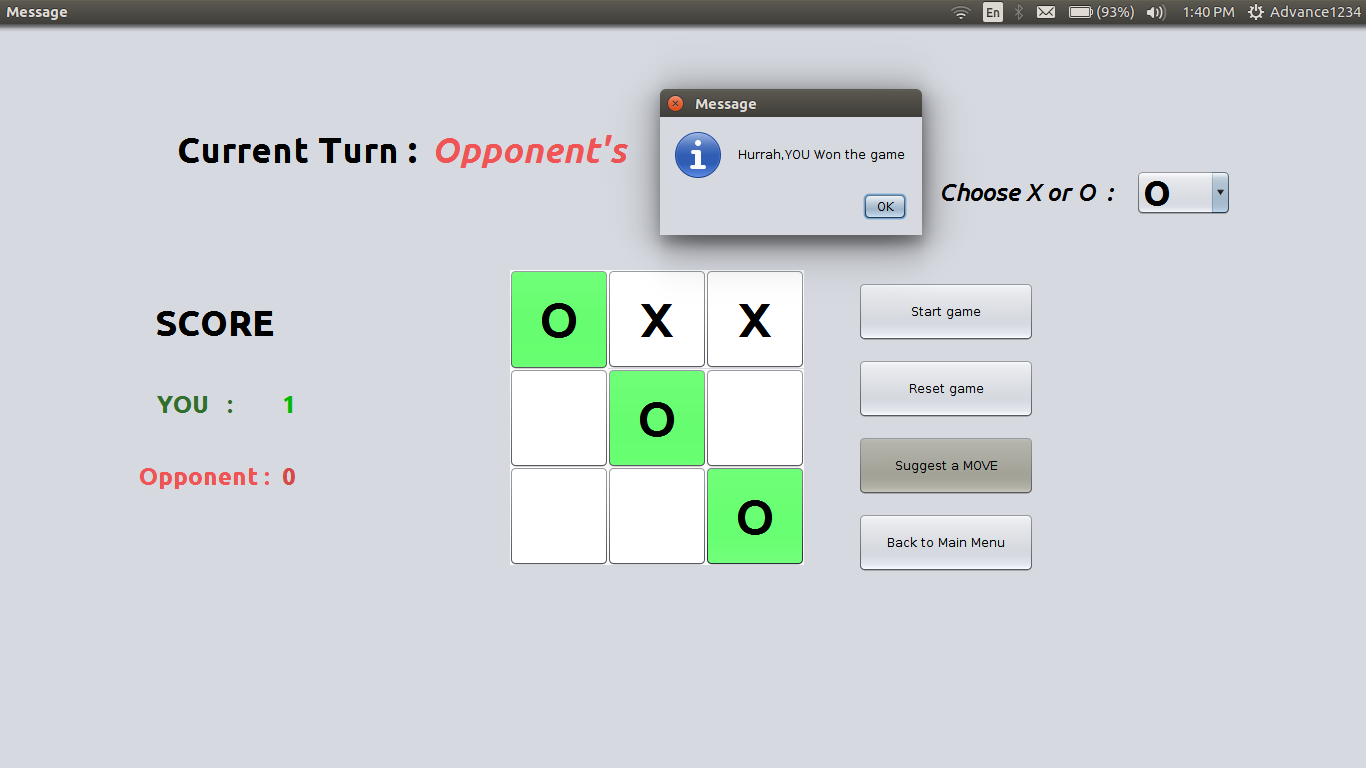 Message
En
(93%)
1:40 PM
Advance1234
Message
Hurrah,YOU Won the game
OK
Current Turn : Opponent's
Choose X or O :
O
SCORE
YOU : 1
Opponent : 0
O X X
O
O
Start game
Reset game
Suggest a MOVE
Back to Main Menu